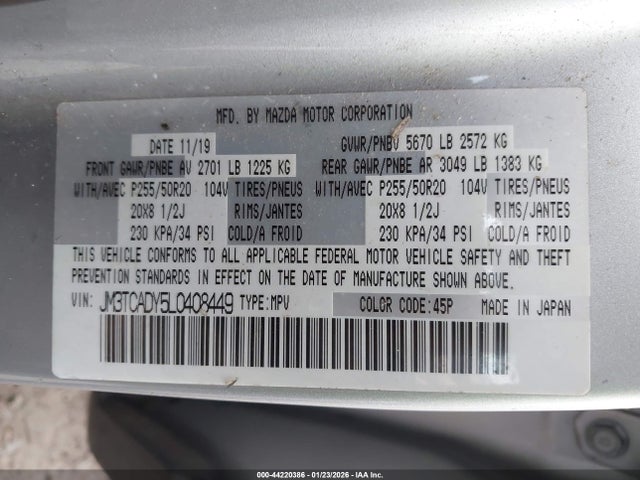 MFD. BY MAZDA MOTOR CORPORATION
DATE 11/19 GVWR/PNBV 5670 LB 2572 KG
FRONT GAWR/PNBE AV 2701 LB 1225 KG REAR GAWR/PNBE AR 3049 LB 1383 KG
WITH/AVEC P255/50R20 104V TIRES/PNEUS WITH/AVEC P255/50R20 104V TIRES/PNEUS
20X8 1/2J RIMS/JANTES 20X8 1/2J RIMS/JANTES
230 KPA/34 PSI COLD/A FROID 230 KPA/34 PSI COLD/A FROID
THIS VEHICLE CONFORMS TO ALL APPLICABLE FEDERAL MOTOR VEHICLE SAFETY AND THEFT
PREVENTION STANDARDS IN EFFECT ON THE DATE OF MANUFACTURE SHOWN ABOVE.
VIN: JM3TCADY5L0408449 TYPE:MPV COLOR CODE:45P MADE IN JAPAN
000-44220386 - 01/23/2026 - IAA Inc.